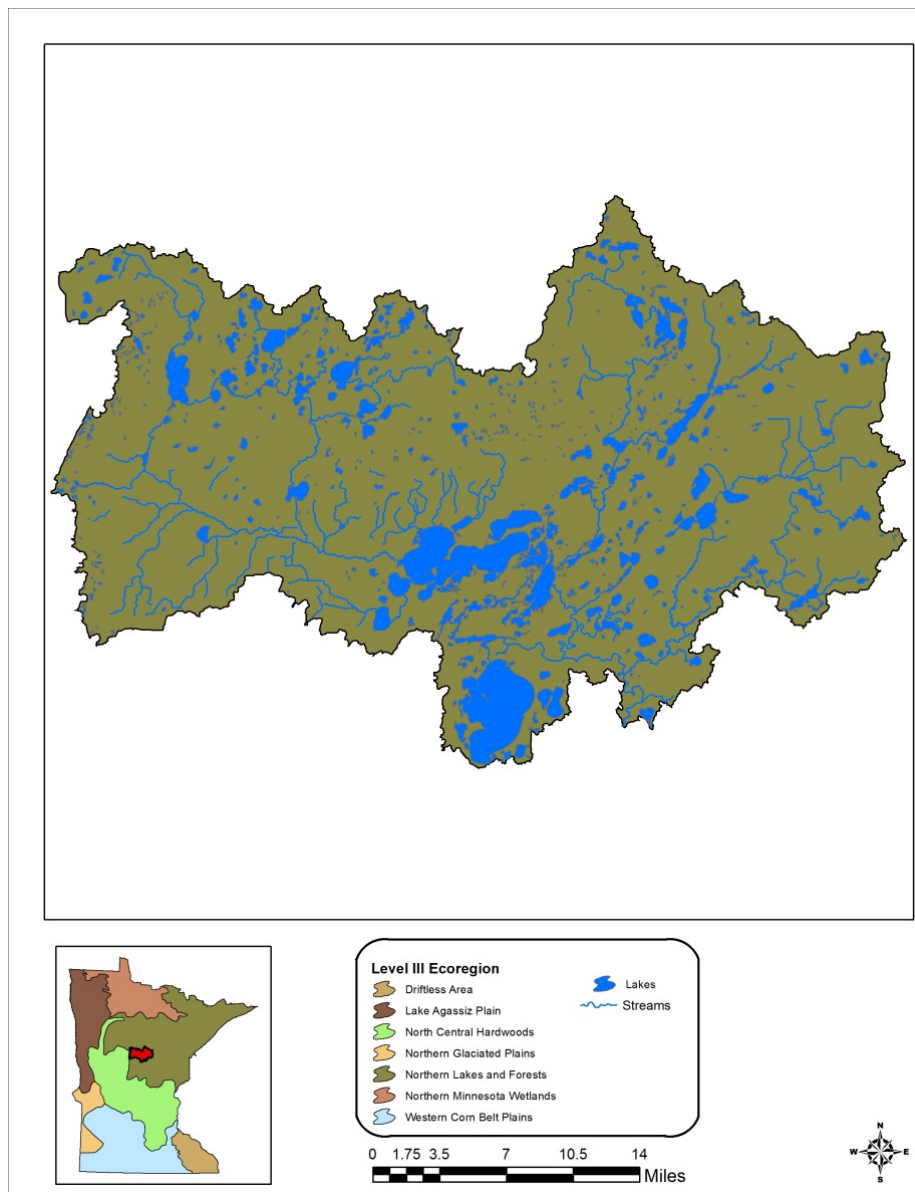 Level III Ecoregion
Driftless Area
Lake Agassiz Plain
North Central Hardwoods
Northern Glaciated Plains
Northern Lakes and Forests
Northern Minnesota Wetlands
Western Corn Belt Plains
Lakes
Streams
0 1.75 3.5 7 10.5 14
Miles
N
W E
S